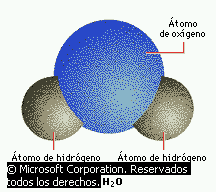 Átomo
de oxígeno
Átomo de hidrógeno Átomo de hidrógeno
© Microsoft Corporation. Reservados
todos los derechos. H₂O